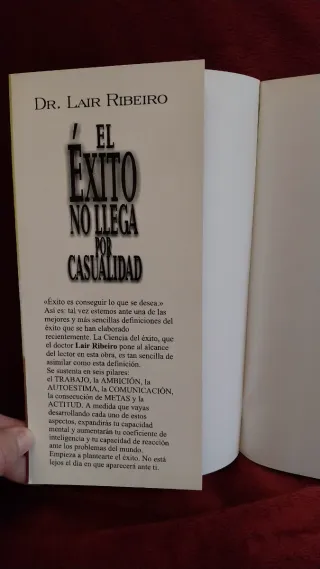 DR. LAIR RIBEIRO
EL
ÉXITO
NO LLEGA
POR
CASUALIDAD
«Éxito es conseguir lo que se desea.»
Así es: tal vez estemos ante una de las
mejores y más sencillas definiciones del
éxito que se han elaborado
recientemente. La Ciencia del éxito, que
el doctor Lair Ribeiro pone al alcance
del lector en esta obra, es tan sencilla de
asimilar como esta definición.
Se sustenta en seis pilares:
el TRABAJO, la AMBICIÓN, la
AUTOESTIMA, la COMUNICACIÓN,
la consecución de METAS y la
ACTITUD. A medida que vayas
desarrollando cada uno de estos
aspectos, expandirás tu capacidad
mental y aumentarás tu coeficiente de
inteligencia y tu capacidad de reacción
ante los problemas del mundo.
Empieza a plantearte el éxito. No está
lejos el día en que aparecerá ante ti.